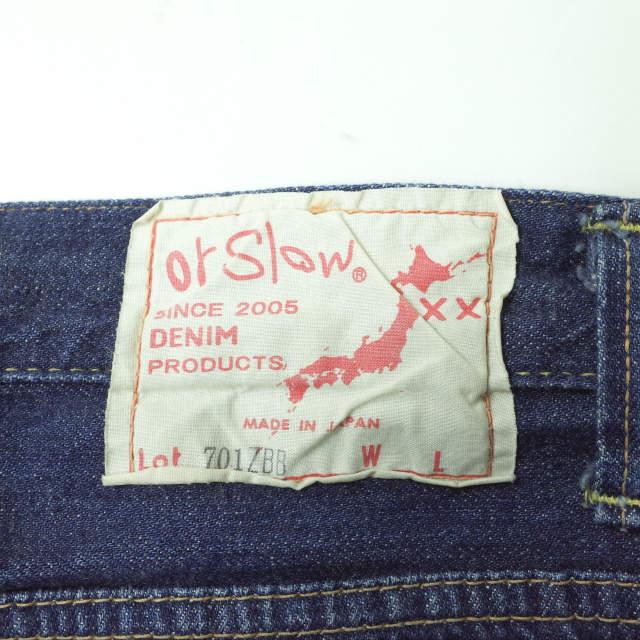 orSlow®
SINCE 2005
XX
DENIM
PRODUCTS.
MADE IN JAPAN
Lot 701ZBB W L